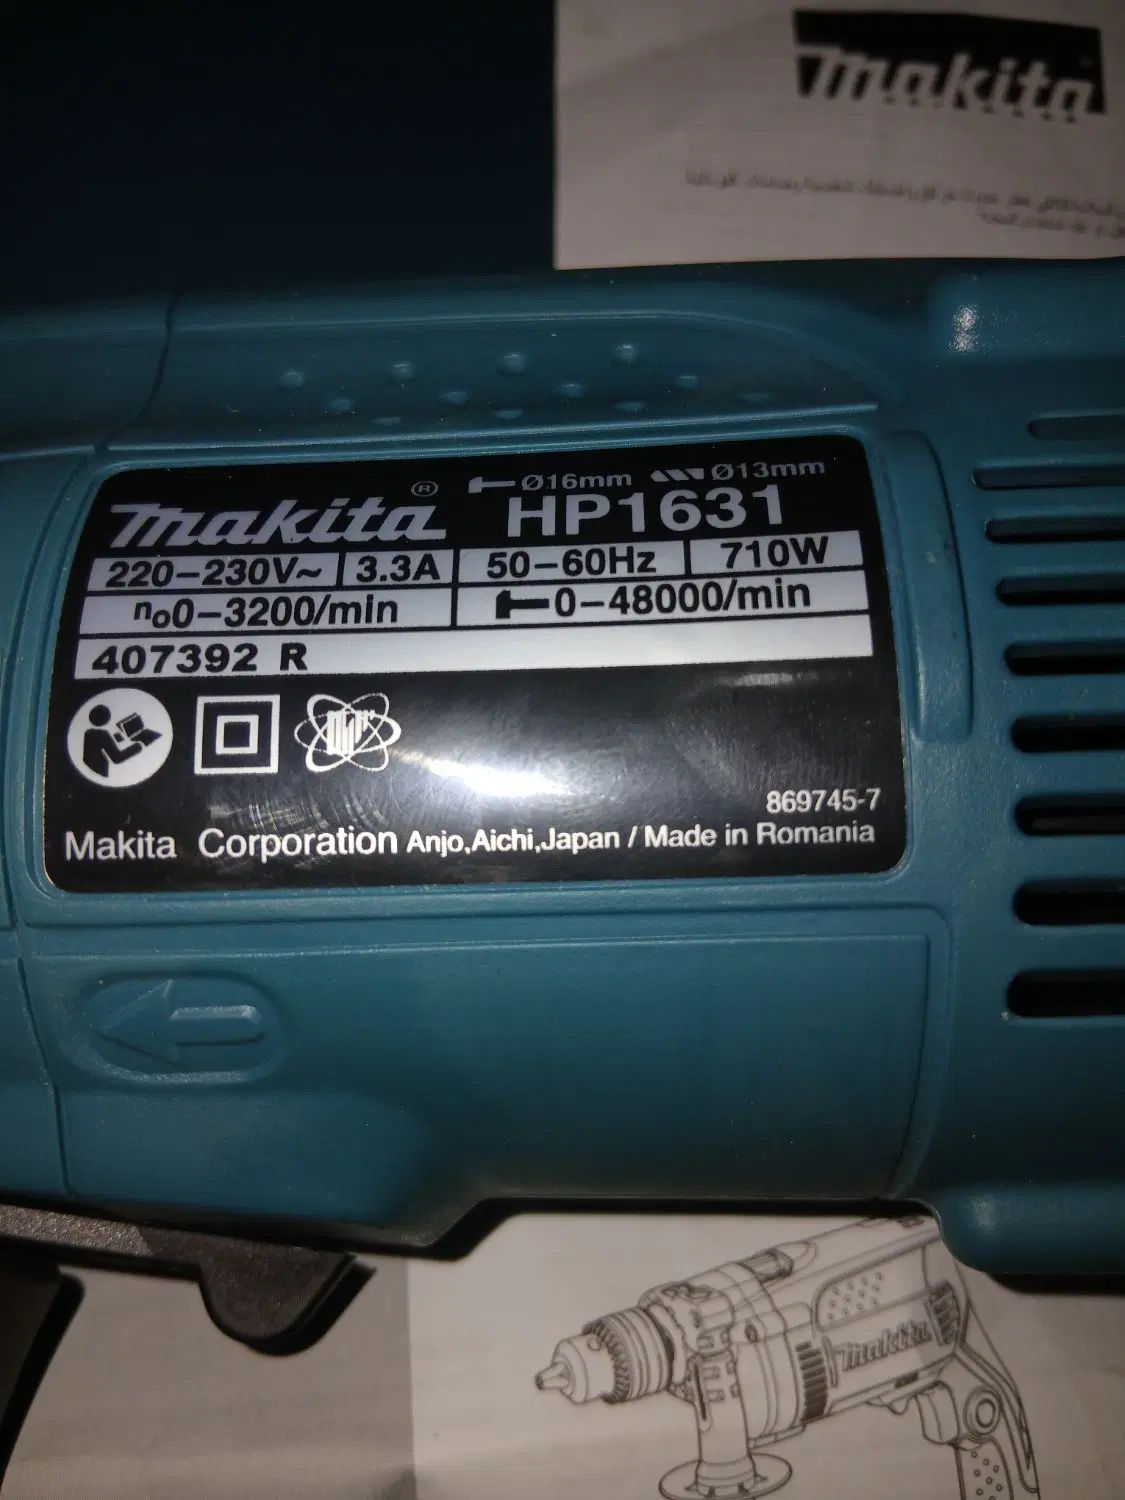 makita
makita ® Ø16mm Ø13mm
HP1631
220–230V~ 3.3A 50–60Hz 710W
n₀0–3200/min 0–48000/min
407392 R
869745-7
Makita Corporation Anjo,Aichi,Japan / Made in Romania
makita